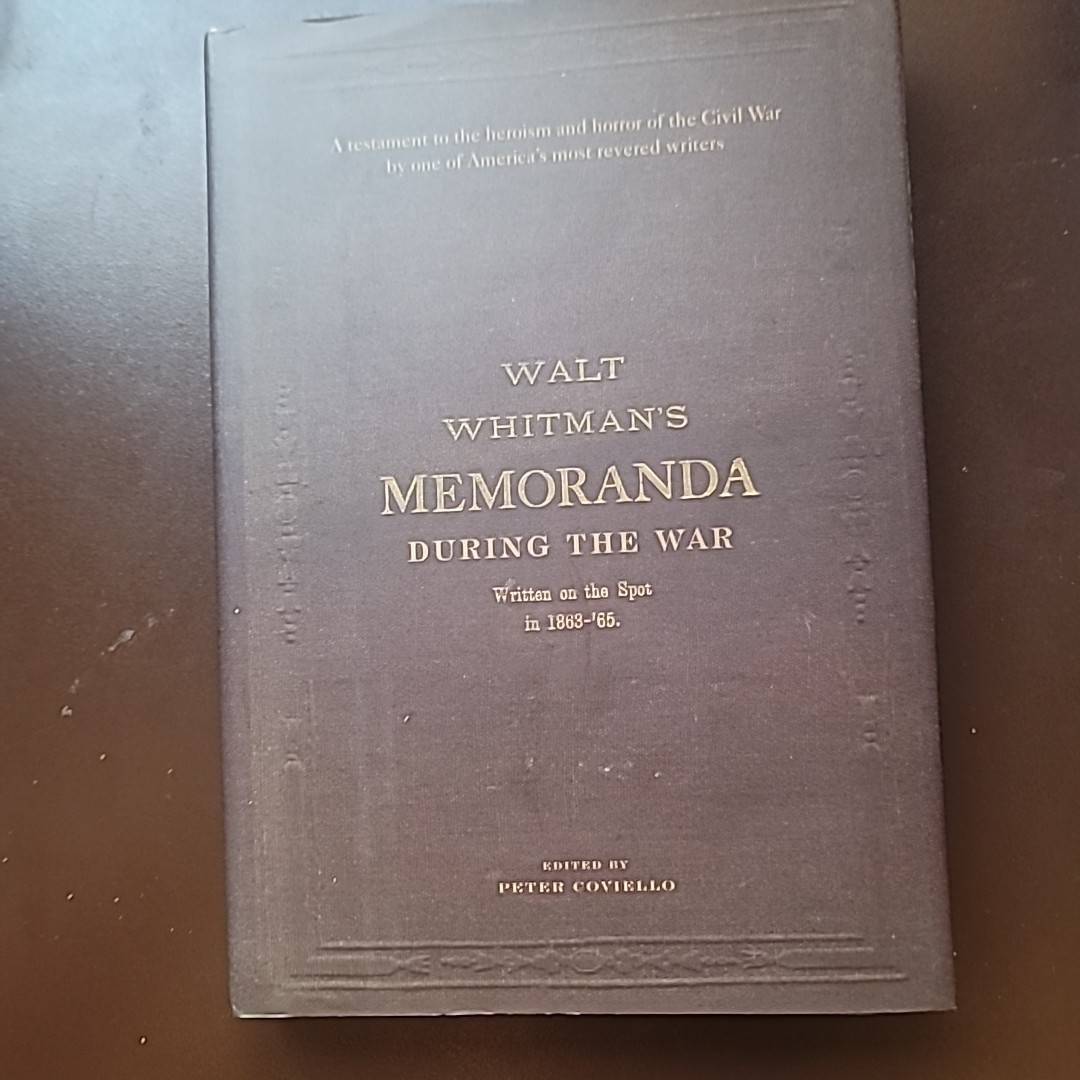 A testament to the heroism and horror of the Civil War
by one of America's most revered writers
WALT
WHITMAN'S
MEMORANDA
DURING THE WAR
Written on the Spot
in 1863-'65.
EDITED BY
PETER COVIELLO